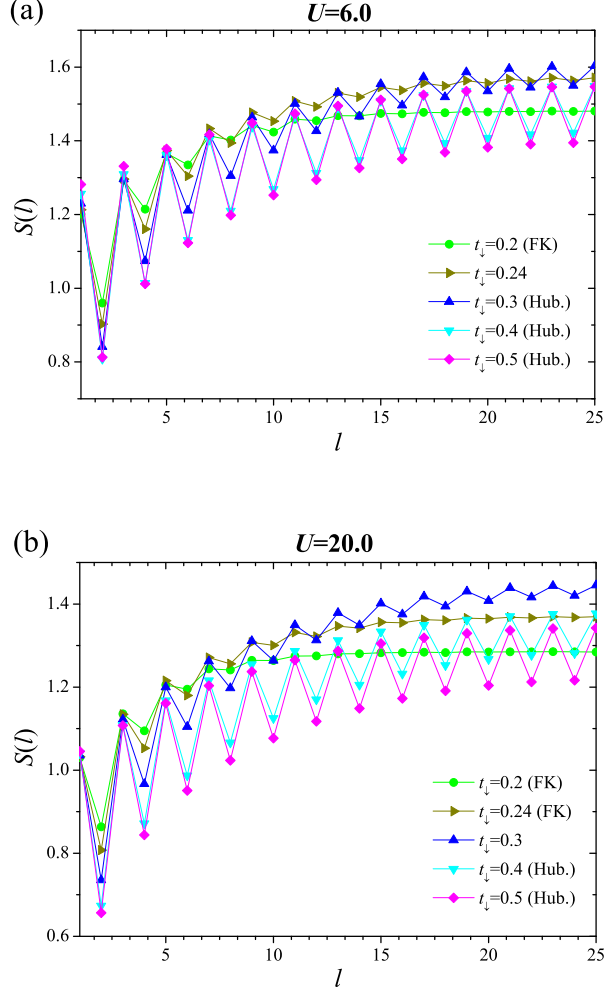 (a)
U=6.0
S(l)
1.6
1.4
1.2
1.0
0.8
t↓=0.2 (FK)
t↓=0.24
t↓=0.3 (Hub.)
t↓=0.4 (Hub.)
t↓=0.5 (Hub.)
5 10 15 20 25
l
(b)
U=20.0
S(l)
1.4
1.2
1.0
0.8
0.6
t↓=0.2 (FK)
t↓=0.24 (FK)
t↓=0.3
t↓=0.4 (Hub.)
t↓=0.5 (Hub.)
5 10 15 20 25
l